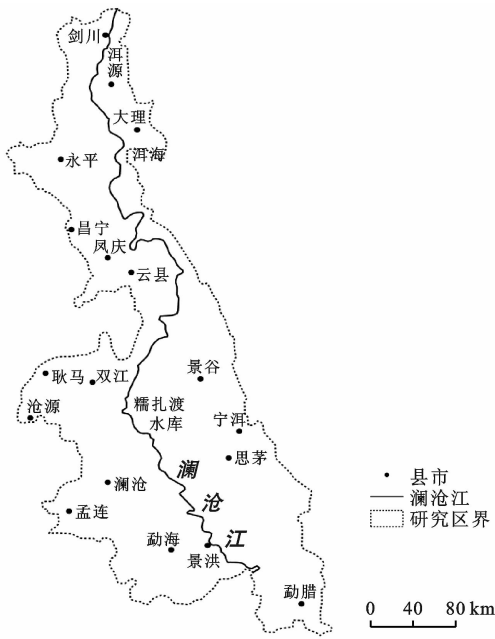 剑川
洱
源
大理
洱海
永平
昌宁
凤庆
云县
景谷
耿马
双江
沧源
糯扎渡
水库
宁洱
思茅
澜沧
澜
沧
江
孟连
勐海
景洪
勐腊
县市
澜沧江
研究区界
0 40 80 km